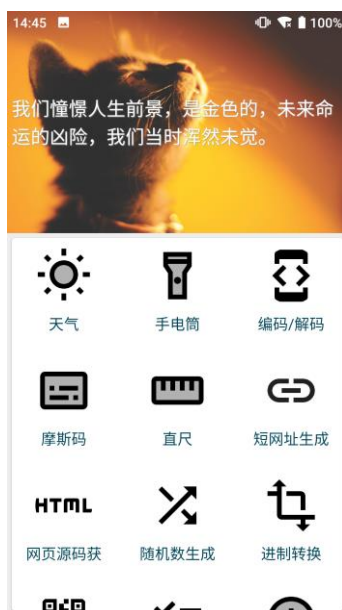 14:45 100%
我们憧憬人生前景，是金色的，未来命
运的凶险，我们当时浑然未觉。
天气 手电筒 编码/解码
摩斯码 直尺 短网址生成
HTML
网页源码获 随机数生成 进制转换